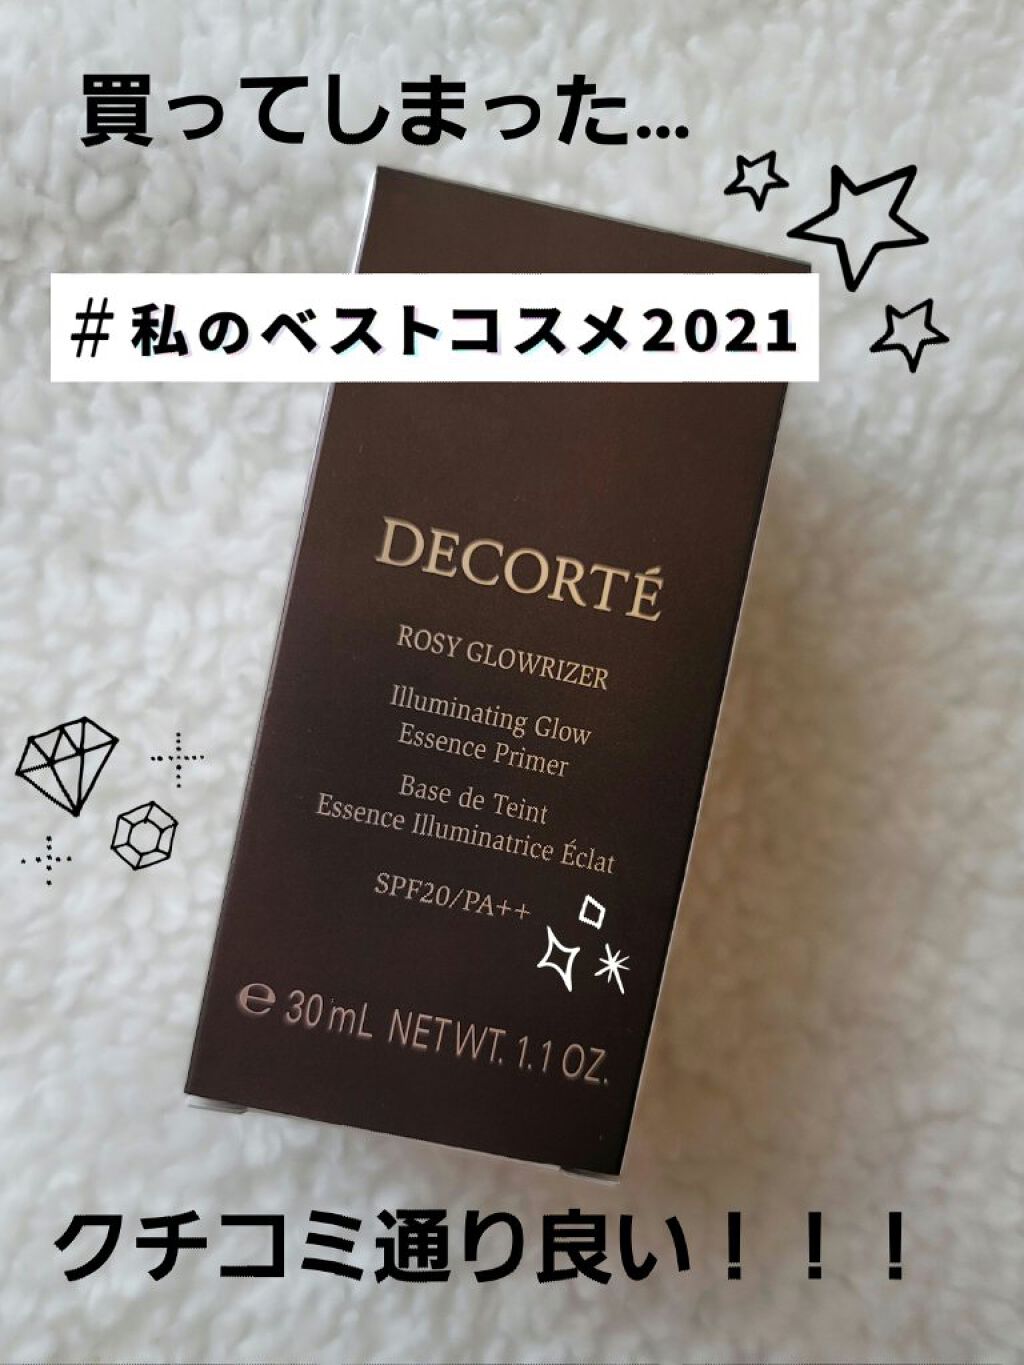 買ってしまった…
#私のベストコスメ2021
DECORTÉ
ROSY GLOWRIZER
Illuminating Glow
Essence Primer
Base de Teint
Essence Illuminatrice Éclat
SPF20/PA++
℮ 30mL NETWT. 1.1 OZ.
クチコミ通り良い！！！